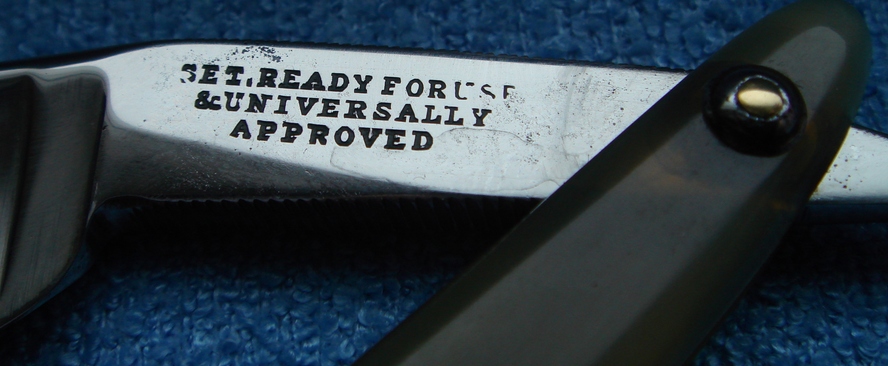 SET.READY FOR USE
& UNIVERSALLY
APPROVED